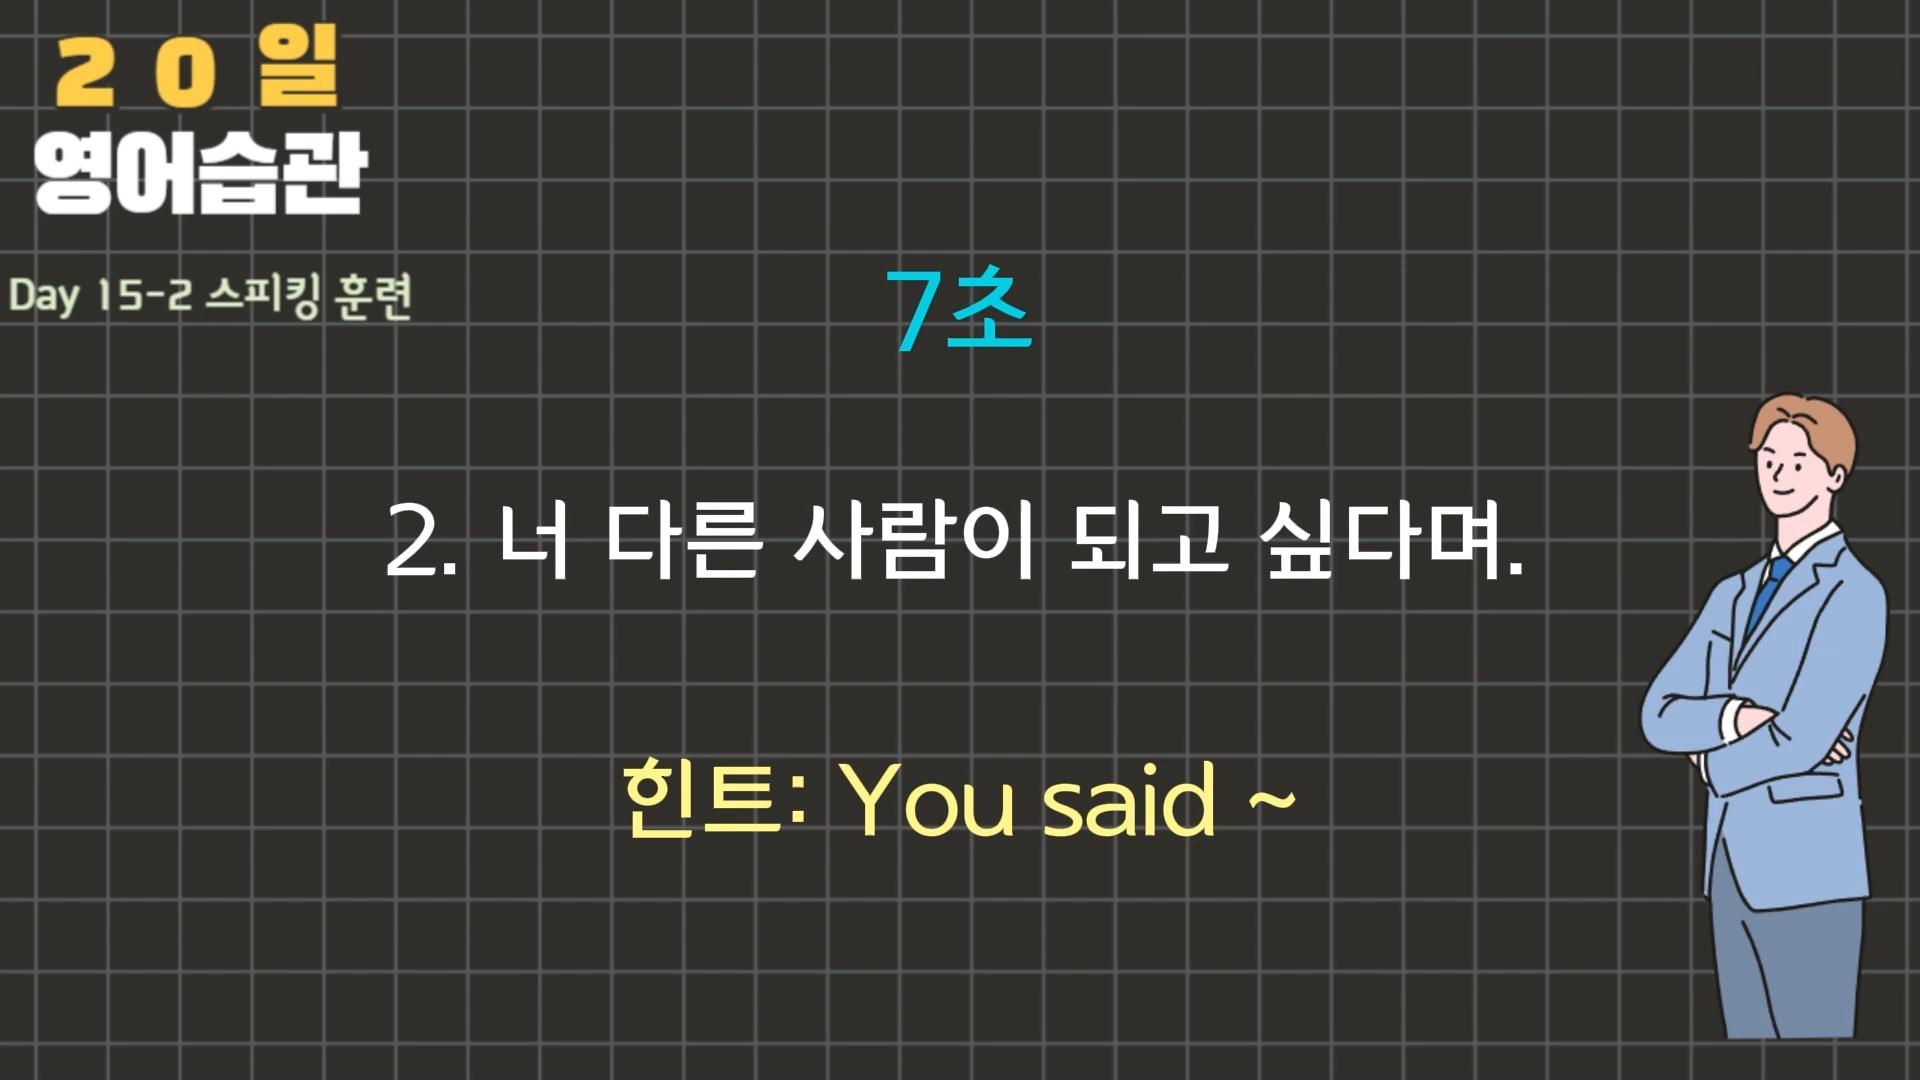 20일
영어습관
Day 15-2 스피킹 훈련
7초
2. 너 다른 사람이 되고 싶다며.
힌트: You said ~